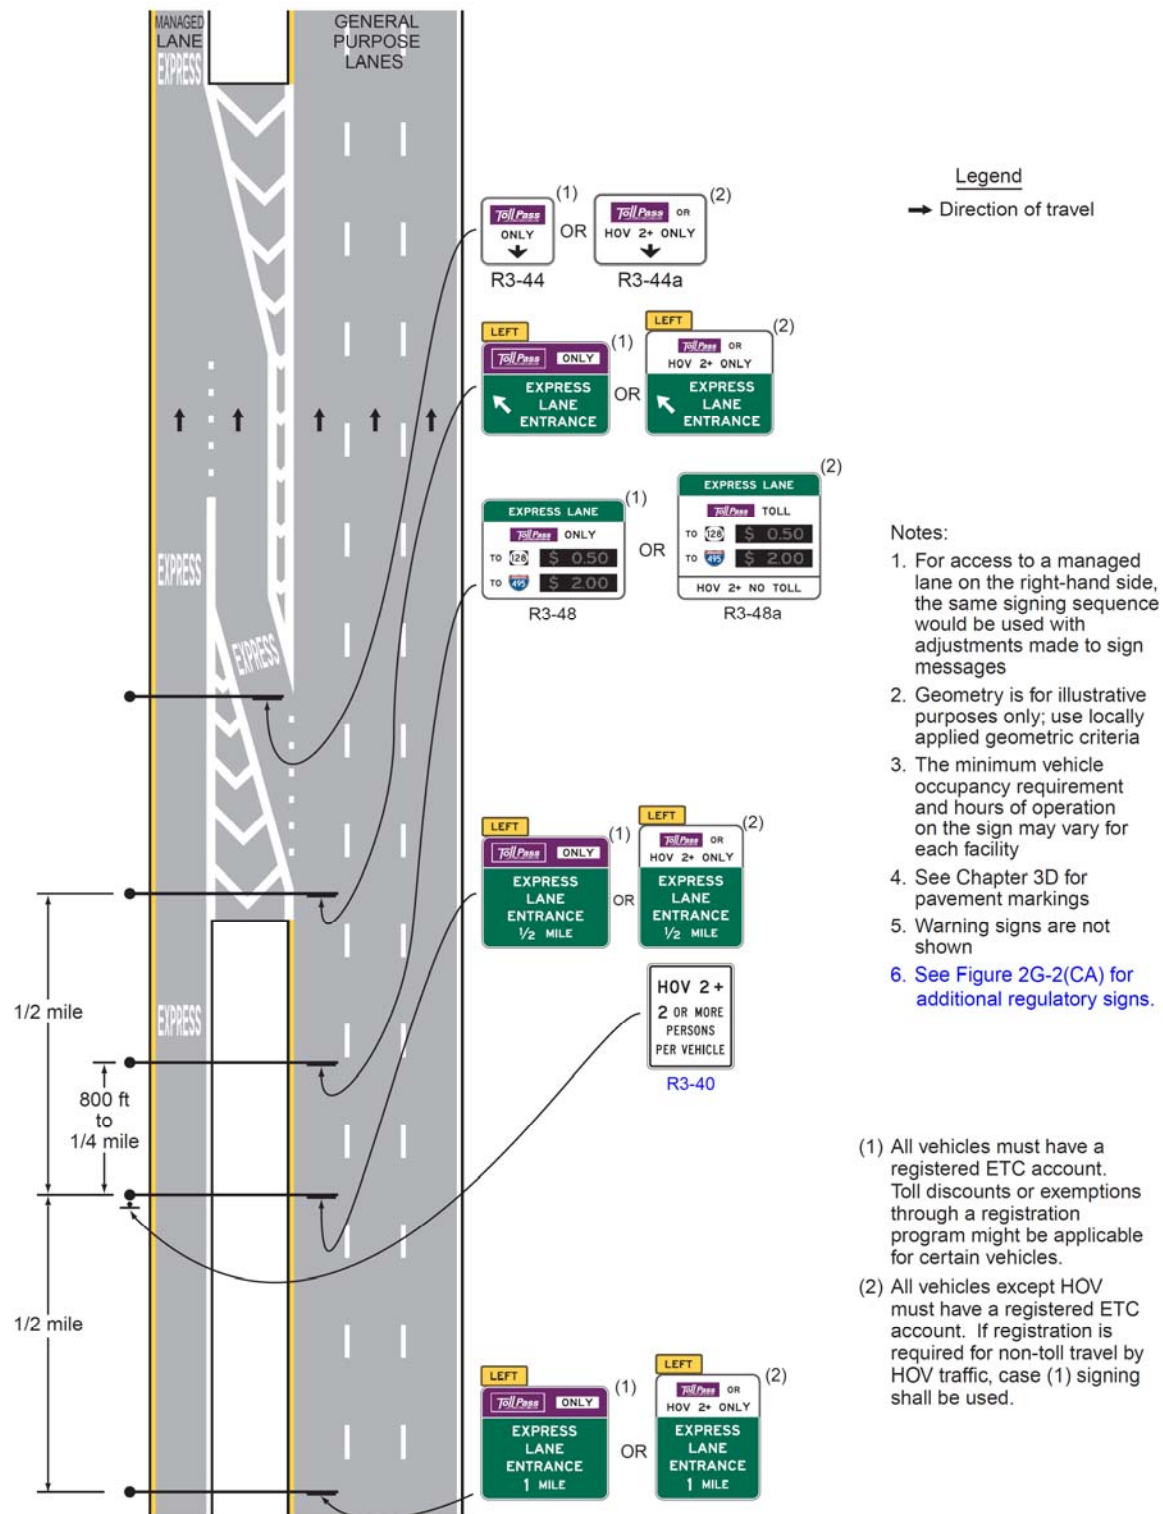 MANAGED
LANE
EXPRESS
GENERAL
PURPOSE
LANES
Toll Pass
ONLY
(1)
R3-44
OR
Toll Pass OR
HOV 2+ ONLY
(2)
R3-44a
Legend
Direction of travel
LEFT
Toll Pass ONLY
EXPRESS
LANE
ENTRANCE
(1)
OR
LEFT
Toll Pass OR
HOV 2+ ONLY
EXPRESS
LANE
ENTRANCE
(2)
EXPRESS LANE
Toll Pass ONLY
TO 128 $ 0.50
TO 495 $ 2.00
(1)
R3-48
OR
EXPRESS LANE
Toll Pass TOLL
TO 128 $ 0.50
TO 495 $ 2.00
HOV 2+ NO TOLL
(2)
R3-48a
EXPRESS
EXPRESS
Notes:
1. For access to a managed
lane on the right-hand side,
the same signing sequence
would be used with
adjustments made to sign
messages
2. Geometry is for illustrative
purposes only; use locally
applied geometric criteria
3. The minimum vehicle
occupancy requirement
and hours of operation
on the sign may vary for
each facility
4. See Chapter 3D for
pavement markings
5. Warning signs are not
shown
6. See Figure 2G-2(CA) for
additional regulatory signs.
LEFT
Toll Pass ONLY
EXPRESS
LANE
ENTRANCE
1/2 MILE
(1)
OR
LEFT
Toll Pass OR
HOV 2+ ONLY
EXPRESS
LANE
ENTRANCE
1/2 MILE
(2)
1/2 mile
EXPRESS
HOV 2+
2 OR MORE
PERSONS
PER VEHICLE
R3-40
800 ft
to
1/4 mile
1/2 mile
(1) All vehicles must have a
registered ETC account.
Toll discounts or exemptions
through a registration
program might be applicable
for certain vehicles.
(2) All vehicles except HOV
must have a registered ETC
account. If registration is
required for non-toll travel by
HOV traffic, case (1) signing
shall be used.
LEFT
Toll Pass ONLY
EXPRESS
LANE
ENTRANCE
1 MILE
(1)
OR
LEFT
Toll Pass OR
HOV 2+ ONLY
EXPRESS
LANE
ENTRANCE
1 MILE
(2)